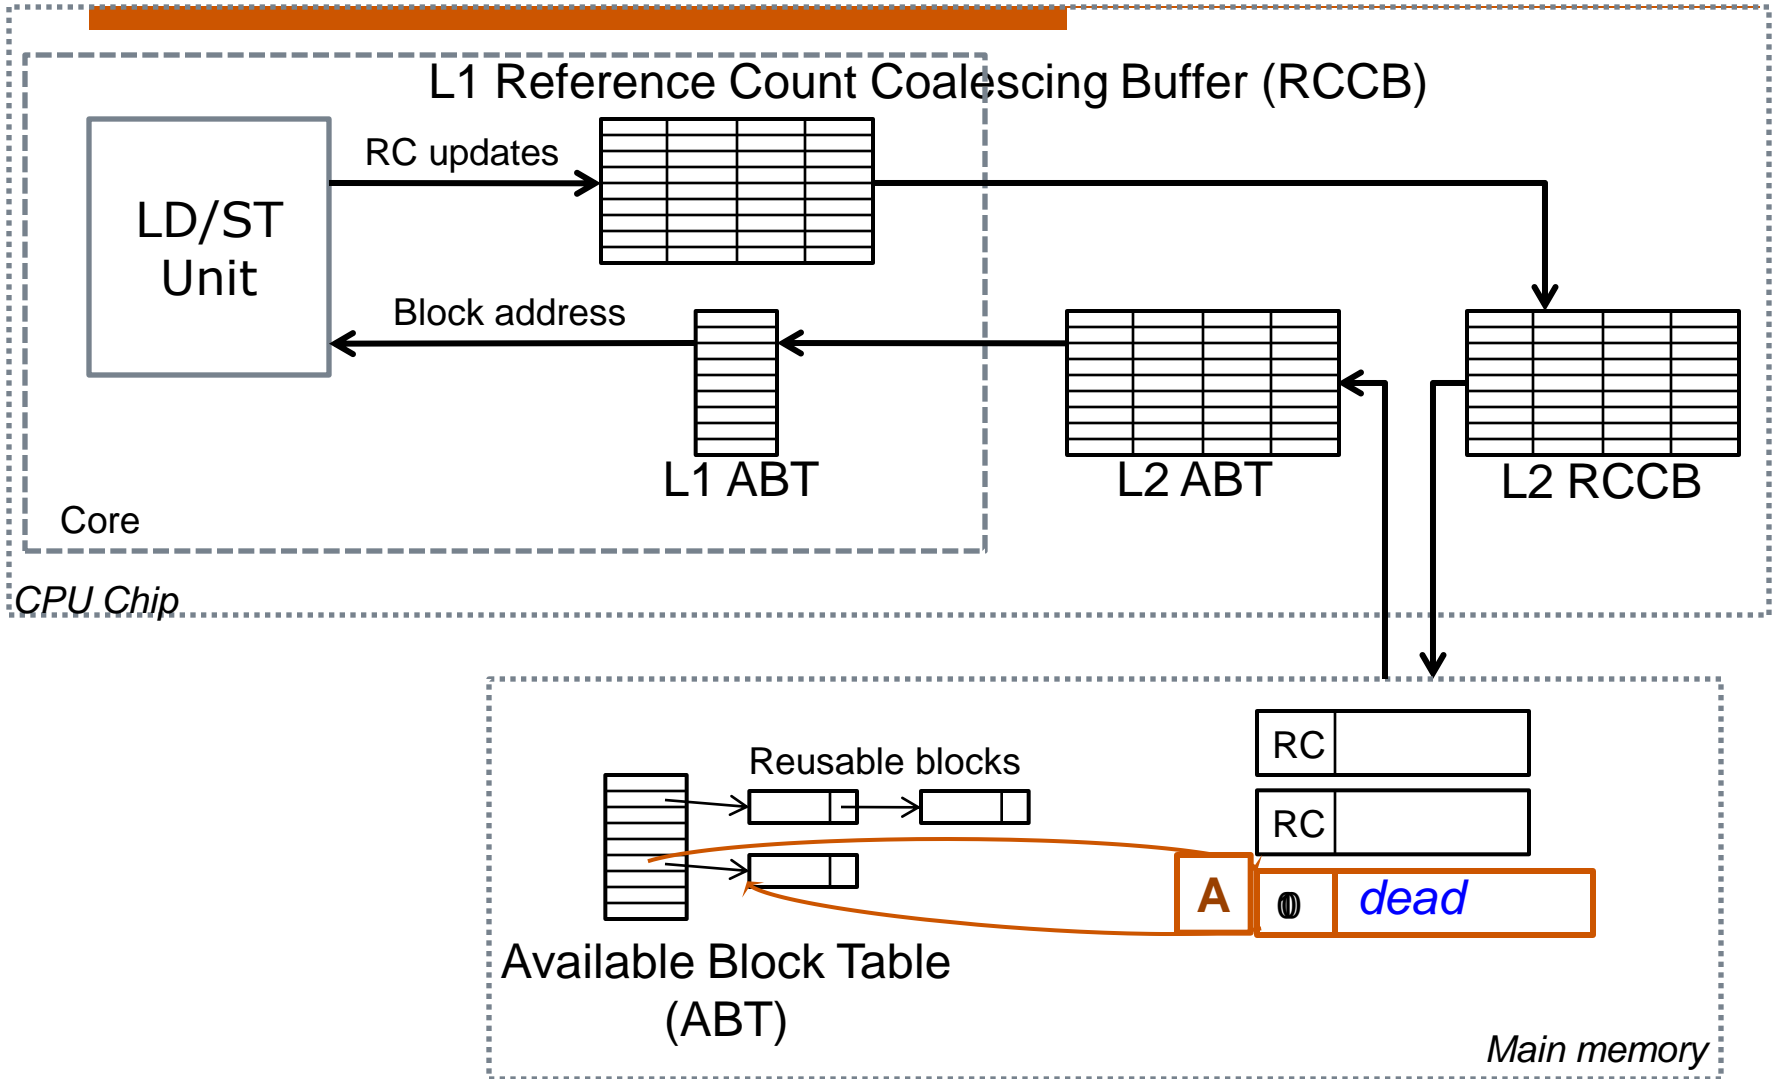 L1 Reference Count Coalescing Buffer (RCCB)
RC updates
LD/ST
Unit
Block address
L1 ABT
L2 ABT
L2 RCCB
Core
CPU Chip
RC
Reusable blocks
RC
A
dead
Available Block Table
(ABT)
Main memory